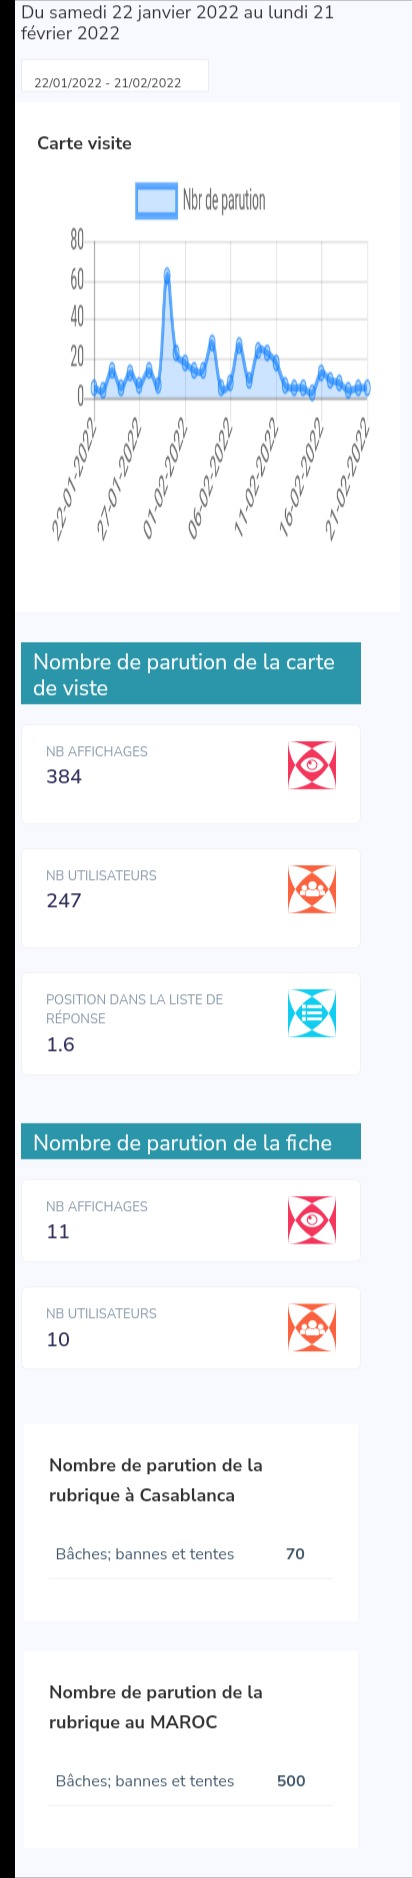 Du samedi 22 janvier 2022 au lundi 21
février 2022
22/01/2022 - 21/02/2022
Carte visite
Nbr de parution
80
60
40
20
0
22-01-2022
27-01-2022
01-02-2022
06-02-2022
11-02-2022
16-02-2022
21-02-2022
Nombre de parution de la carte
de viste
NB AFFICHAGES
384
NB UTILISATEURS
247
POSITION DANS LA LISTE DE
RÉPONSE
1.6
Nombre de parution de la fiche
NB AFFICHAGES
11
NB UTILISATEURS
10
Nombre de parution de la
rubrique à Casablanca
Bâches; bannes et tentes 70
Nombre de parution de la
rubrique au MAROC
Bâches; bannes et tentes 500